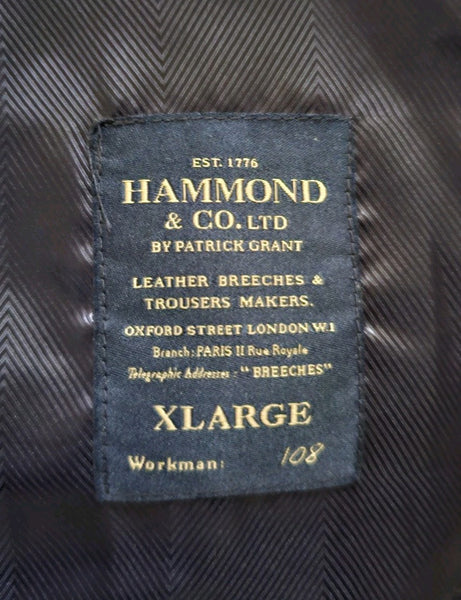 EST. 1776
HAMMOND
& CO. LTD
BY PATRICK GRANT
LEATHER BREECHES &
TROUSERS MAKERS.
OXFORD STREET LONDON W.1
Branch: PARIS 11 Rue Royale
Telegraphic Addresses: "BREECHES"
XLARGE
Workman: 108